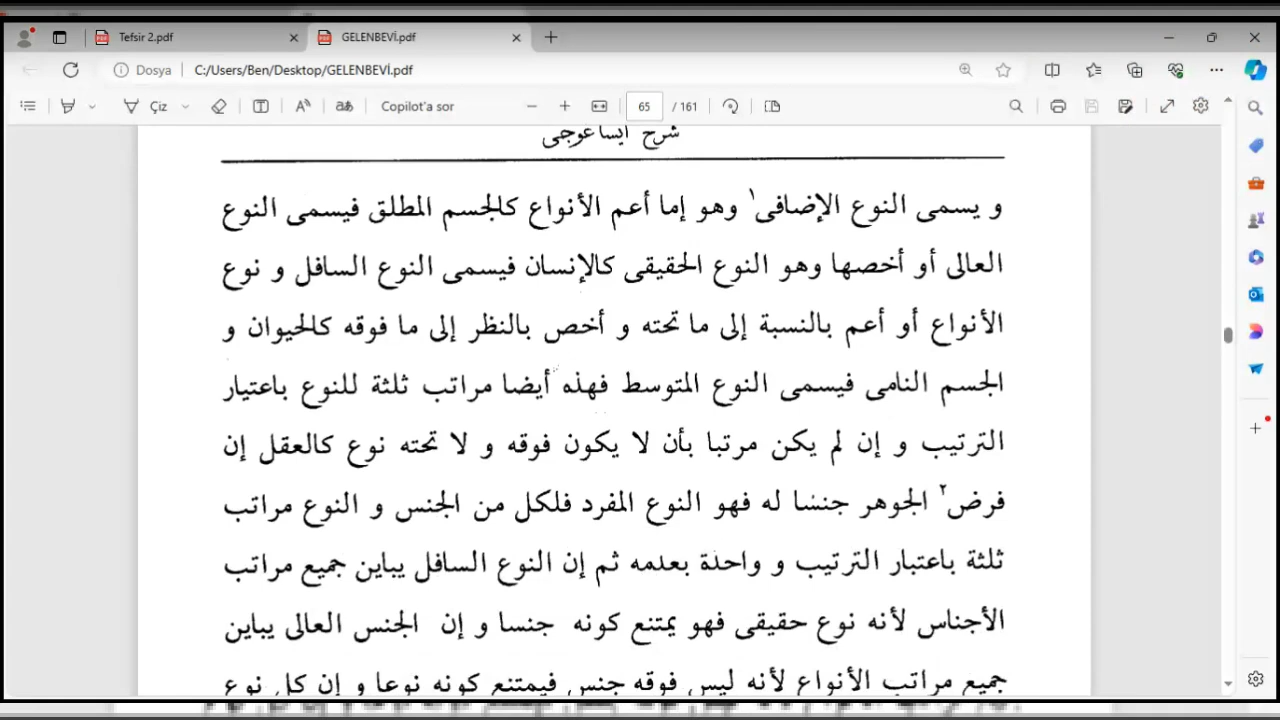 Tefsir 2.pdf
GELENBEVİ.pdf
Dosya
C:/Users/Ben/Desktop/GELENBEVİ.pdf
Çiz
Copilot'a sor
65 / 161
شرح ايساغوجى
و يسمى النوع الإضافى١ وهو إما أعم الأنواع كالجسم المطلق فيسمى النوع
العالى أو أخصها وهو النوع الحقيقى كالإنسان فيسمى النوع السافل و نوع
الأنواع أو أعم بالنسبة إلى ما تحته و أخص بالنظر إلى ما فوقه كالحيوان و
الجسم النامى فيسمى النوع المتوسط فهذه أيضا مراتب ثلثة للنوع باعتبار
الترتيب و إن لم يكن مرتبا بأن لا يكون فوقه و لا تحته نوع كالعقل إن
فرض٢ الجوهر جنسا له فهو النوع المفرد فلكل من الجنس و النوع مراتب
ثلثة باعتبار الترتيب و واحدة بعدمه ثم إن النوع السافل يباين جميع مراتب
الأجناس لأنه نوع حقيقى فهو يمتنع كونه جنسا و إن الجنس العالى يباين
جميع مراتب الأنواع لأنه ليس فوقه جنس فيمتنع كونه نوعا و إن كل نوع